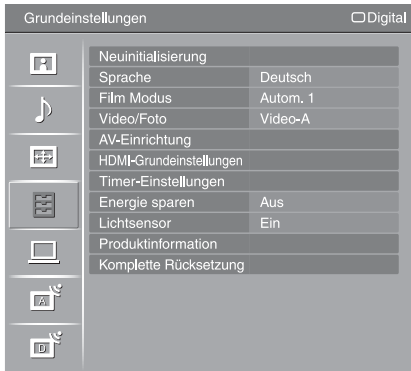 Grundeinstellungen Digital
Neuinitialisierung
Sprache Deutsch
Film Modus Autom. 1
Video/Foto Video-A
AV-Einrichtung
HDMI-Grundeinstellungen
Timer-Einstellungen
Energie sparen Aus
Lichtsensor Ein
Produktinformation
Komplette Rücksetzung
A
D